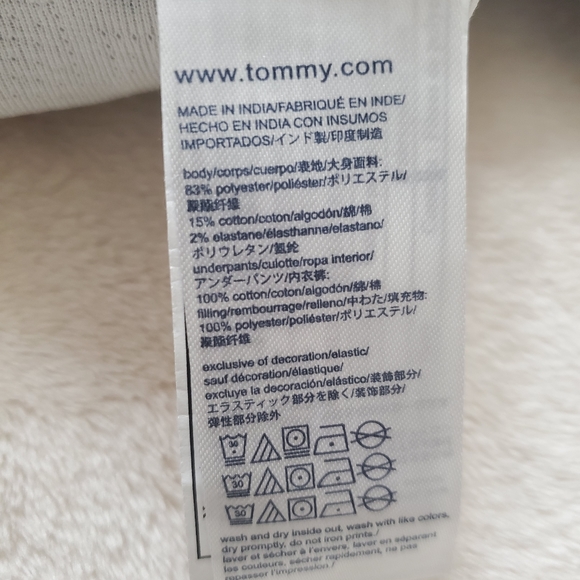 www.tommy.com
MADE IN INDIA/FABRIQUÉ EN INDE/
HECHO EN INDIA CON INSUMOS
IMPORTADOS/インド製/印度制造
body/corps/cuerpo/表地/大身面料:
83% polyester/poliéster/ポリエステル/
聚酯纤维
15% cotton/coton/algodón/綿/棉
2% elastane/élasthanne/elastano/
ポリウレタン/氨纶
underpants/culotte/ropa interior/
アンダーパンツ/内衣裤:
100% cotton/coton/algodón/綿/棉
filling/rembourrage/relleno/中わた/填充物:
100% polyester/poliéster/ポリエステル/
聚酯纤维
exclusive of decoration/elastic/
sauf décoration/élastique/
excluye la decoración/elástico/装飾部分/
エラスティック部分を除く/装饰部分/
弹性部分除外
30
30
30
wash and dry inside out, wash with like colors,
dry promptly, do not iron prints/
laver et sécher à l'envers, laver en séparant
les couleurs, sécher rapidement, ne pas
repasser l'impression/